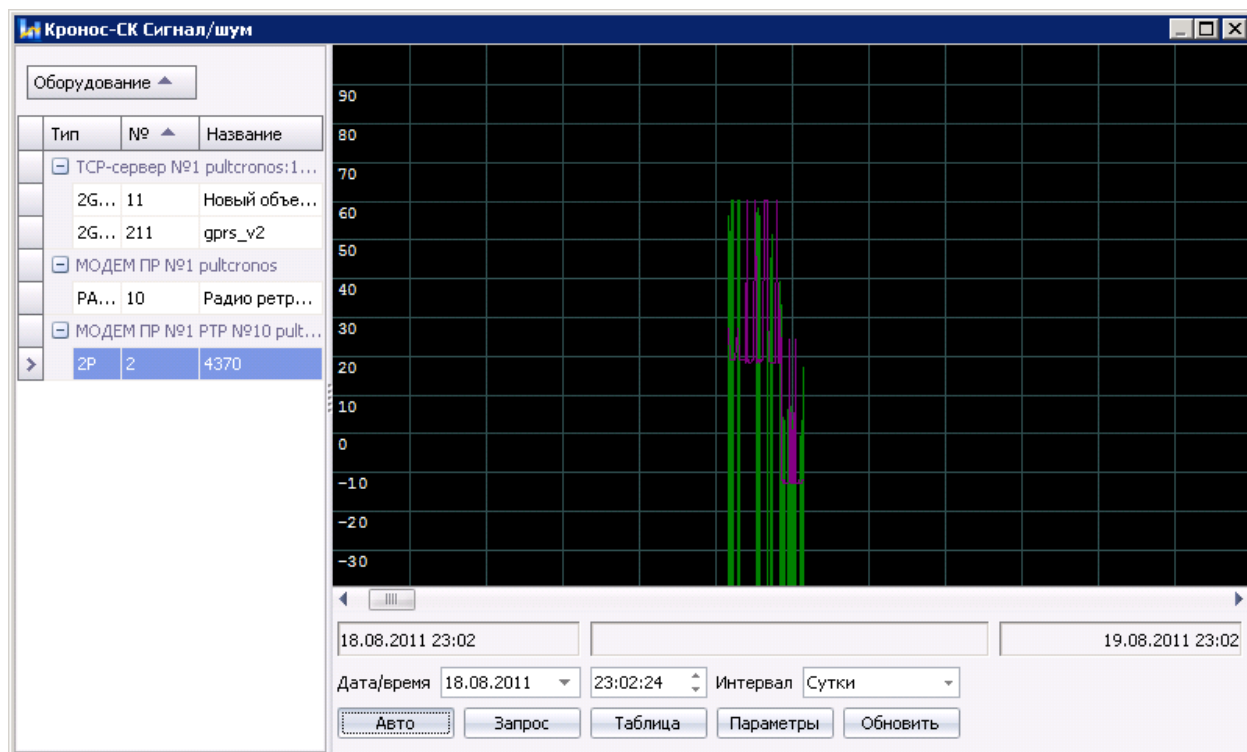 Кронос-СК Сигнал/шум
Оборудование
Тип № Название
TCP-сервер №1 pultcronos:1...
2G... 11 Новый объе...
2G... 211 gprs_v2
МОДЕМ ПР №1 pultcronos
РА... 10 Радио ретр...
МОДЕМ ПР №1 РТР №10 pult...
2Р 2 4370
90
80
70
60
50
40
30
20
10
0
-10
-20
-30
18.08.2011 23:02 19.08.2011 23:02
Дата/время 18.08.2011 23:02:24 Интервал Сутки
Авто Запрос Таблица Параметры Обновить